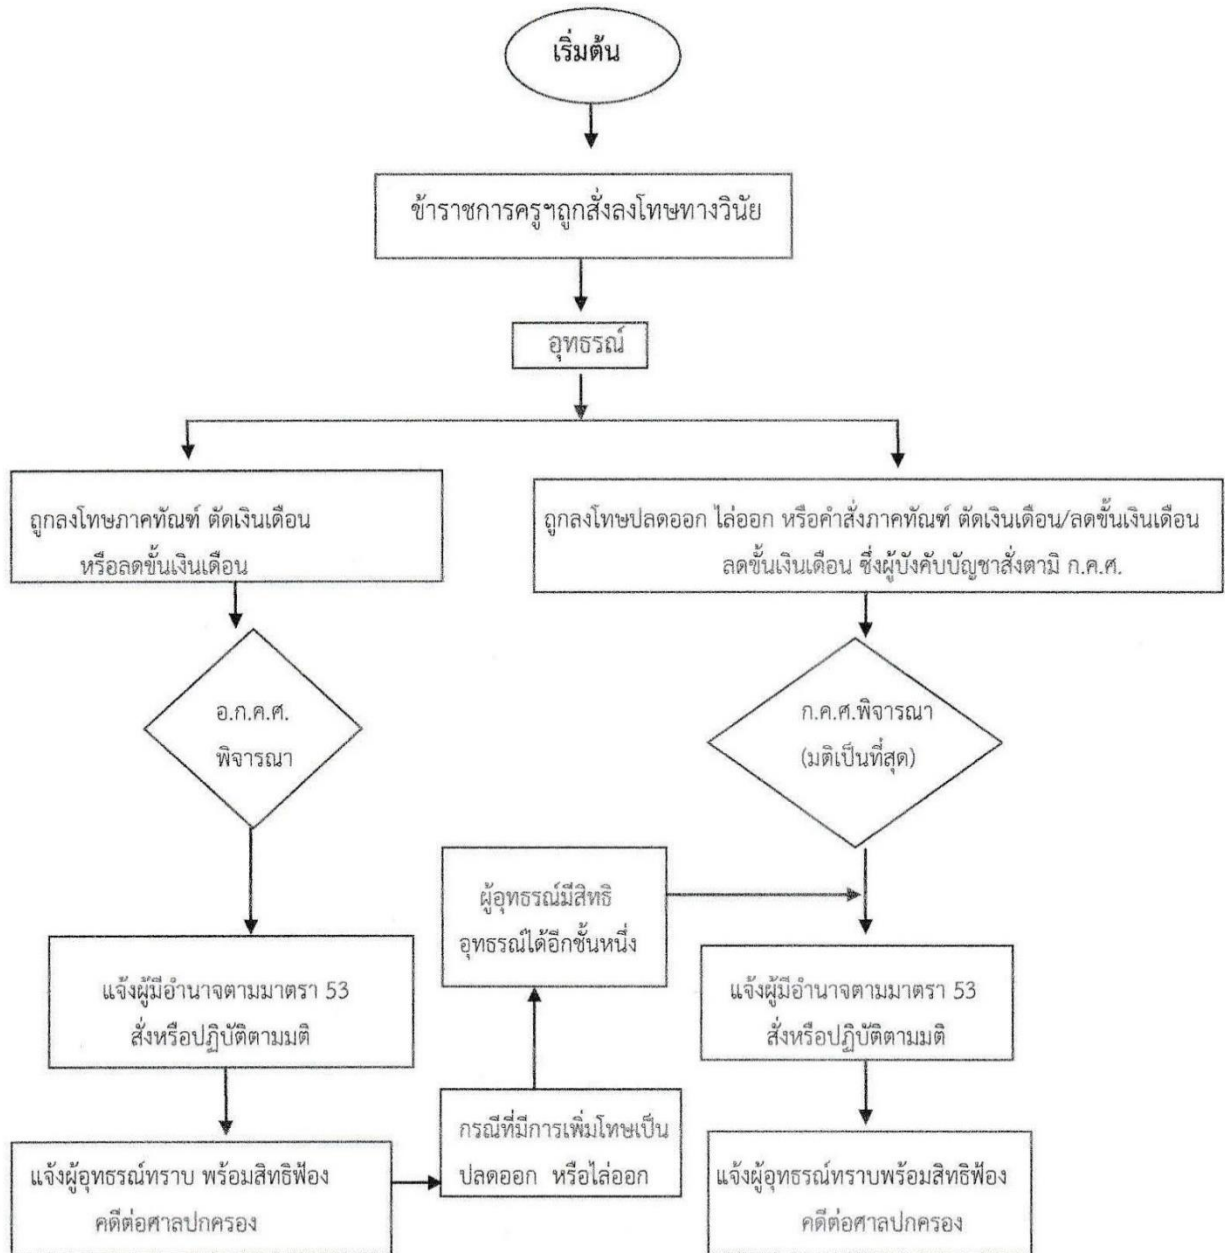 เริ่มต้น
ข้าราชการครูฯถูกสั่งลงโทษทางวินัย
อุทธรณ์
ถูกลงโทษภาคทัณฑ์ ตัดเงินเดือน
หรือลดขั้นเงินเดือน
ถูกลงโทษปลดออก ไล่ออก หรือคำสั่งภาคทัณฑ์ ตัดเงินเดือน/ลดขั้นเงินเดือน
ลดขั้นเงินเดือน ซึ่งผู้บังคับบัญชาสั่งตามิ ก.ค.ศ.
อ.ก.ค.ศ.
พิจารณา
ก.ค.ศ.พิจารณา
(มติเป็นที่สุด)
ผู้อุทธรณ์มีสิทธิ
อุทธรณ์ได้อีกชั้นหนึ่ง
แจ้งผู้มีอำนาจตามมาตรา 53
สั่งหรือปฏิบัติตามมติ
แจ้งผู้มีอำนาจตามมาตรา 53
สั่งหรือปฏิบัติตามมติ
กรณีที่มีการเพิ่มโทษเป็น
ปลดออก หรือไล่ออก
แจ้งผู้อุทธรณ์ทราบ พร้อมสิทธิฟ้อง
คดีต่อศาลปกครอง
แจ้งผู้อุทธรณ์ทราบพร้อมสิทธิฟ้อง
คดีต่อศาลปกครอง